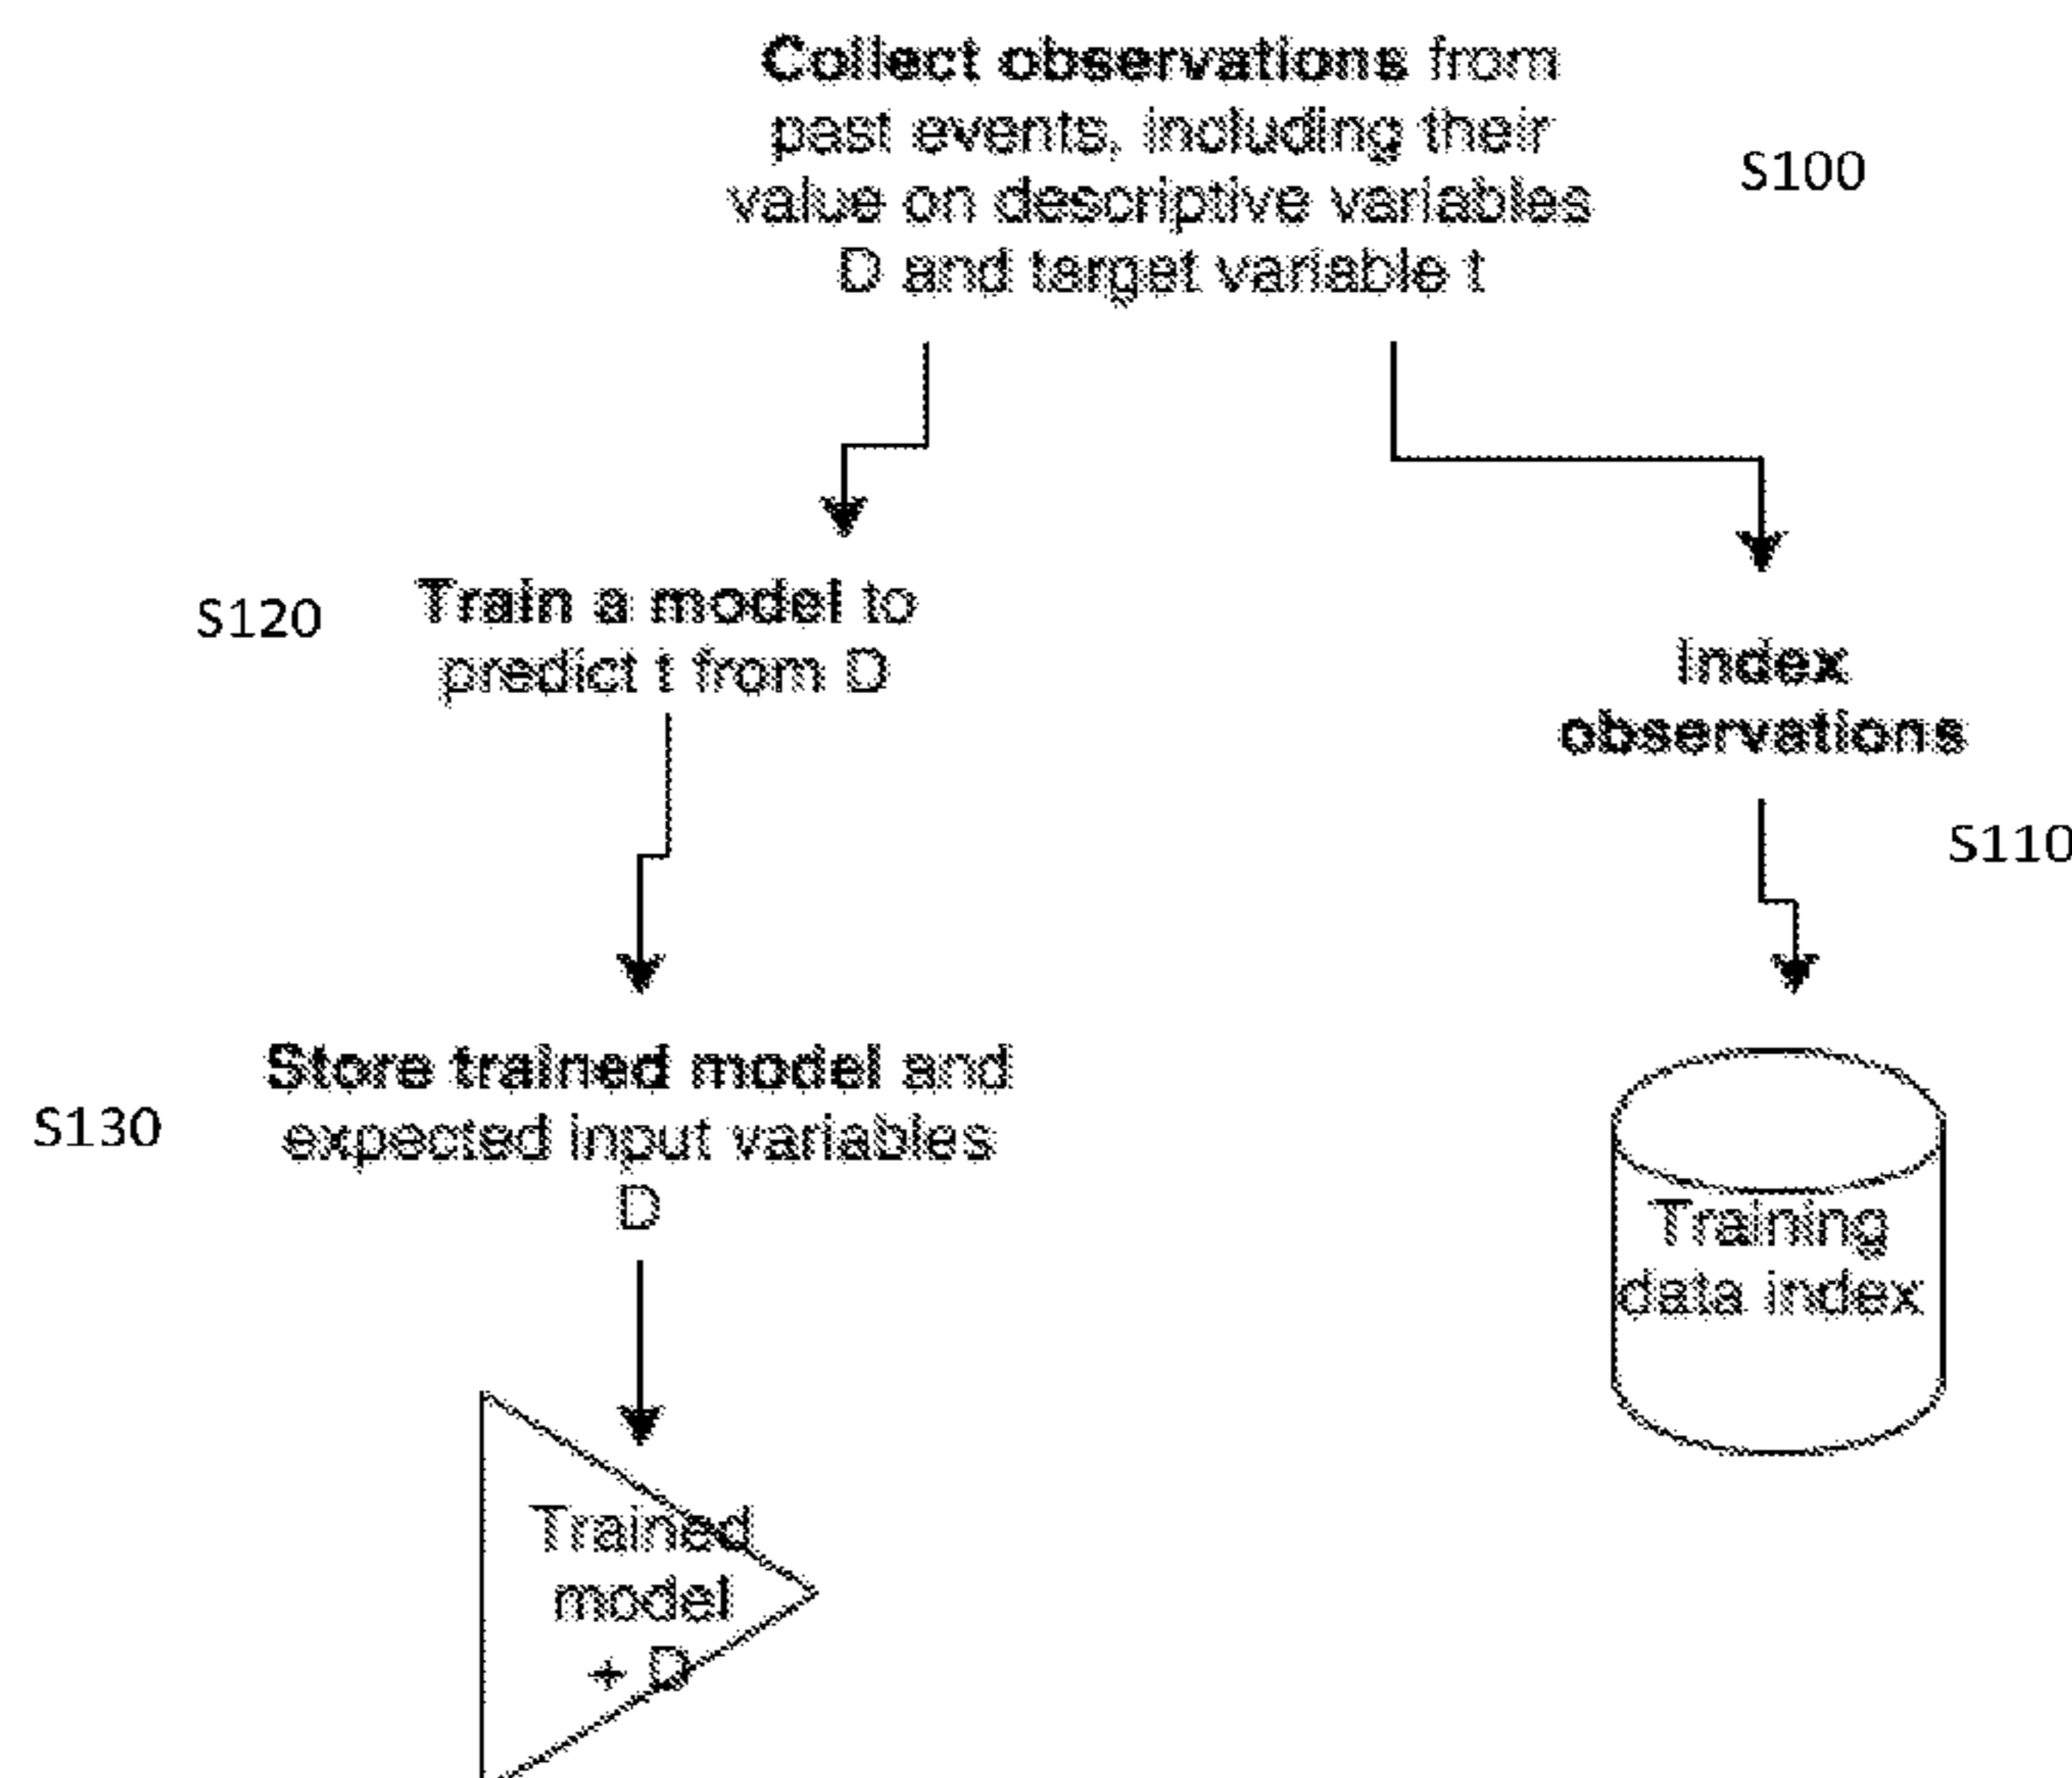 Collect observations from
past events, including their
value on descriptive variables
D and target variable t
S100
S120
Train a model to
predict t from D
Index
observations
S110
S130
Store trained model and
expected input variables
D
Training
data index
Trained
model
+ D